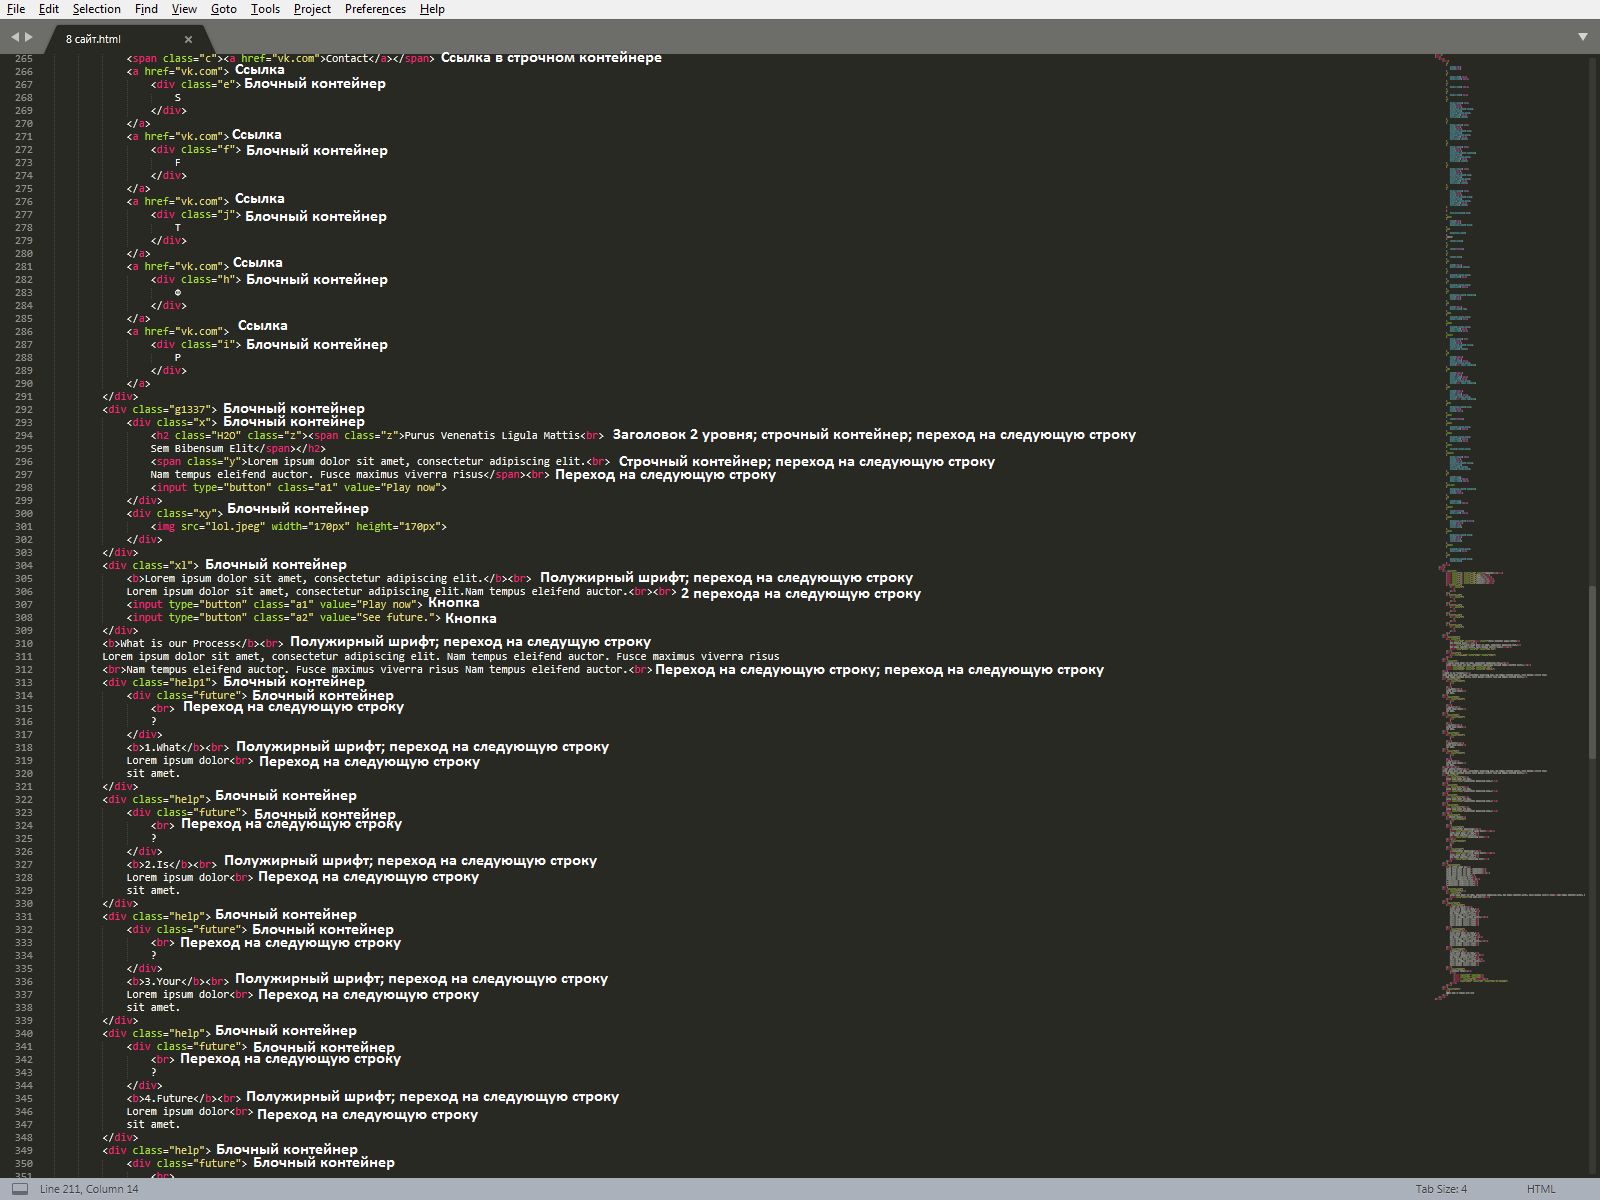 File Edit Selection Find View Goto Tools Project Preferences Help
8 сайт.html ×
265 <span class="c"><a href="vk.com">Contact</a></span> Ссылка в строчном контейнере
266 <a href="vk.com"> Ссылка
267 <div class="e"> Блочный контейнер
268 S
269 </div>
270 </a>
271 <a href="vk.com"> Ссылка
272 <div class="f"> Блочный контейнер
273 F
274 </div>
275 </a>
276 <a href="vk.com"> Ссылка
277 <div class="j"> Блочный контейнер
278 T
279 </div>
280 </a>
281 <a href="vk.com"> Ссылка
282 <div class="h"> Блочный контейнер
283 Ф
284 </div>
285 </a>
286 <a href="vk.com"> Ссылка
287 <div class="i"> Блочный контейнер
288 P
289 </div>
290 </a>
291 </div>
292 <div class="g1337"> Блочный контейнер
293 <div class="x"> Блочный контейнер
294 <h2 class="H2O" class="z"><span class="z">Purus Venenatis Ligula Mattis<br> Заголовок 2 уровня; строчный контейнер; переход на следующую строку
295 Sem Bibensum Elit</span></h2>
296 <span class="y">Lorem ipsum dolor sit amet, consectetur adipiscing elit.<br> Строчный контейнер; переход на следующую строку
297 Nam tempus eleifend auctor. Fusce maximus viverra risus</span><br> Переход на следующую строку
298 <input type="button" class="a1" value="Play now">
299 </div>
300 <div class="xy"> Блочный контейнер
301 <img src="lol.jpeg" width="170px" height="170px">
302 </div>
303 </div>
304 <div class="xl"> Блочный контейнер
305 <b>Lorem ipsum dolor sit amet, consectetur adipiscing elit.</b><br> Полужирный шрифт; переход на следующую строку
306 Lorem ipsum dolor sit amet, consectetur adipiscing elit.Nam tempus eleifend auctor.<br><br> 2 перехода на следующую строку
307 <input type="button" class="a1" value="Play now"> Кнопка
308 <input type="button" class="a2" value="See future."> Кнопка
309 </div>
310 <b>What is our Process</b><br> Полужирный шрифт; переход на следущую строку
311 Lorem ipsum dolor sit amet, consectetur adipiscing elit. Nam tempus eleifend auctor. Fusce maximus viverra risus
312 <br>Nam tempus eleifend auctor. Fusce maximus viverra risus Nam tempus eleifend auctor.<br> Переход на следующую строку; переход на следующую строку
313 <div class="help1"> Блочный контейнер
314 <div class="future"> Блочный контейнер
315 <br> Переход на следующую строку
316 ?
317 </div>
318 <b>1.What</b><br> Полужирный шрифт; переход на следующую строку
319 Lorem ipsum dolor<br> Переход на следующую строку
320 sit amet.
321 </div>
322 <div class="help"> Блочный контейнер
323 <div class="future"> Блочный контейнер
324 <br> Переход на следующую строку
325 ?
326 </div>
327 <b>2.Is</b><br> Полужирный шрифт; переход на следующую строку
328 Lorem ipsum dolor<br> Переход на следующую строку
329 sit amet.
330 </div>
331 <div class="help"> Блочный контейнер
332 <div class="future"> Блочный контейнер
333 <br> Переход на следующую строку
334 ?
335 </div>
336 <b>3.Your</b><br> Полужирный шрифт; переход на следующую строку
337 Lorem ipsum dolor<br> Переход на следующую строку
338 sit amet.
339 </div>
340 <div class="help"> Блочный контейнер
341 <div class="future"> Блочный контейнер
342 <br> Переход на следующую строку
343 ?
344 </div>
345 <b>4.Future</b><br> Полужирный шрифт; переход на следующую строку
346 Lorem ipsum dolor<br> Переход на следующую строку
347 sit amet.
348 </div>
349 <div class="help"> Блочный контейнер
350 <div class="future"> Блочный контейнер
351 <br>
Line 211, Column 14 Tab Size: 4 HTML